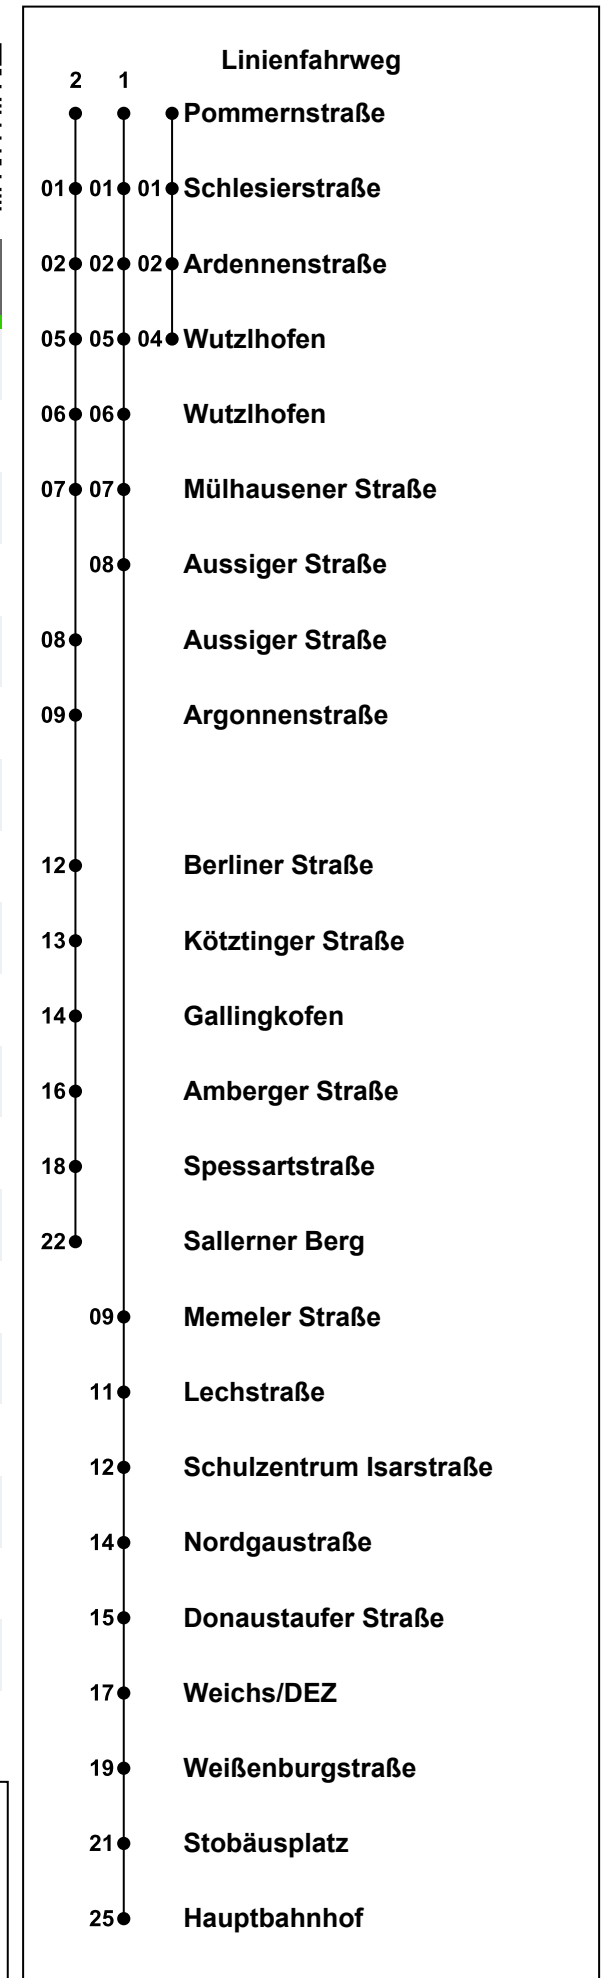 Linienfahrweg
2 1
Pommernstraße
01 01 01 Schlesierstraße
02 02 02 Ardennenstraße
05 05 04 Wutzlhofen
06 06 Wutzlhofen
07 07 Mülhausener Straße
08 Aussiger Straße
08 Aussiger Straße
09 Argonnenstraße
12 Berliner Straße
13 Kötztinger Straße
14 Gallingkofen
16 Amberger Straße
18 Spessartstraße
22 Sallerner Berg
09 Memeler Straße
11 Lechstraße
12 Schulzentrum Isarstraße
14 Nordgaustraße
15 Donaustaufer Straße
17 Weichs/DEZ
19 Weißenburgstraße
21 Stobäusplatz
25 Hauptbahnhof